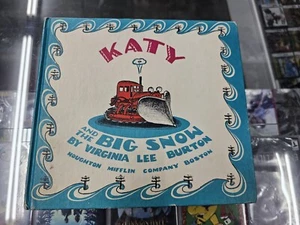 KATY
AND
THE
BIG SNOW
BY VIRGINIA LEE BURTON
HOUGHTON MIFFLIN COMPANY BOSTON